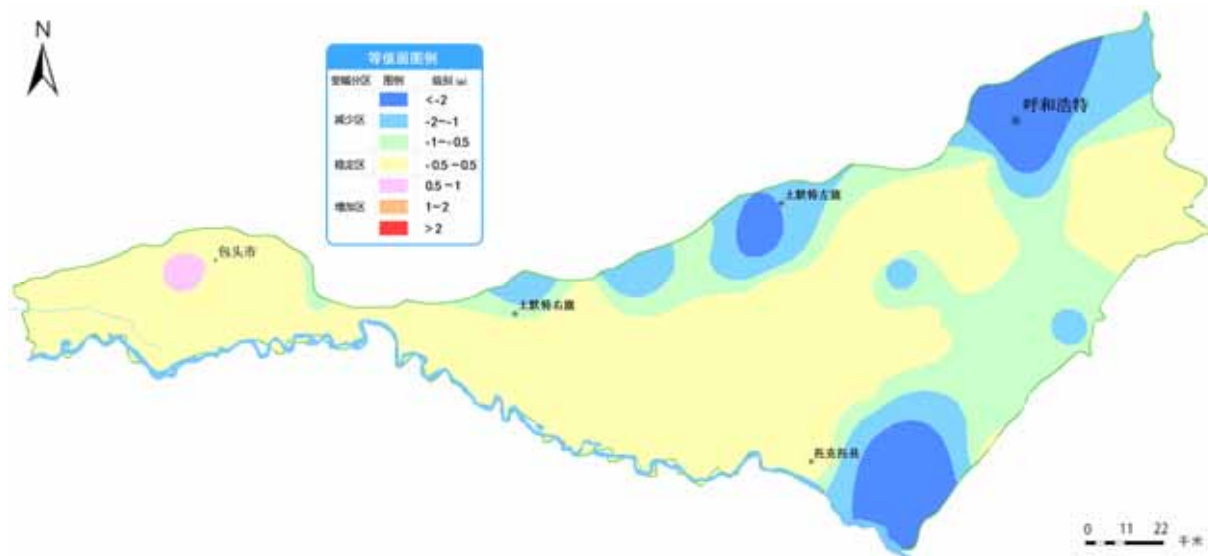 N
等值面图例
变幅分区 图例 级别 (m)
<-2
减少区 -2~-1
-1~-0.5
稳定区 -0.5~0.5
0.5~1
增加区 1~2
>2
呼和浩特
土默特左旗
包头市
土默特右旗
托克托县
0 11 22
千米